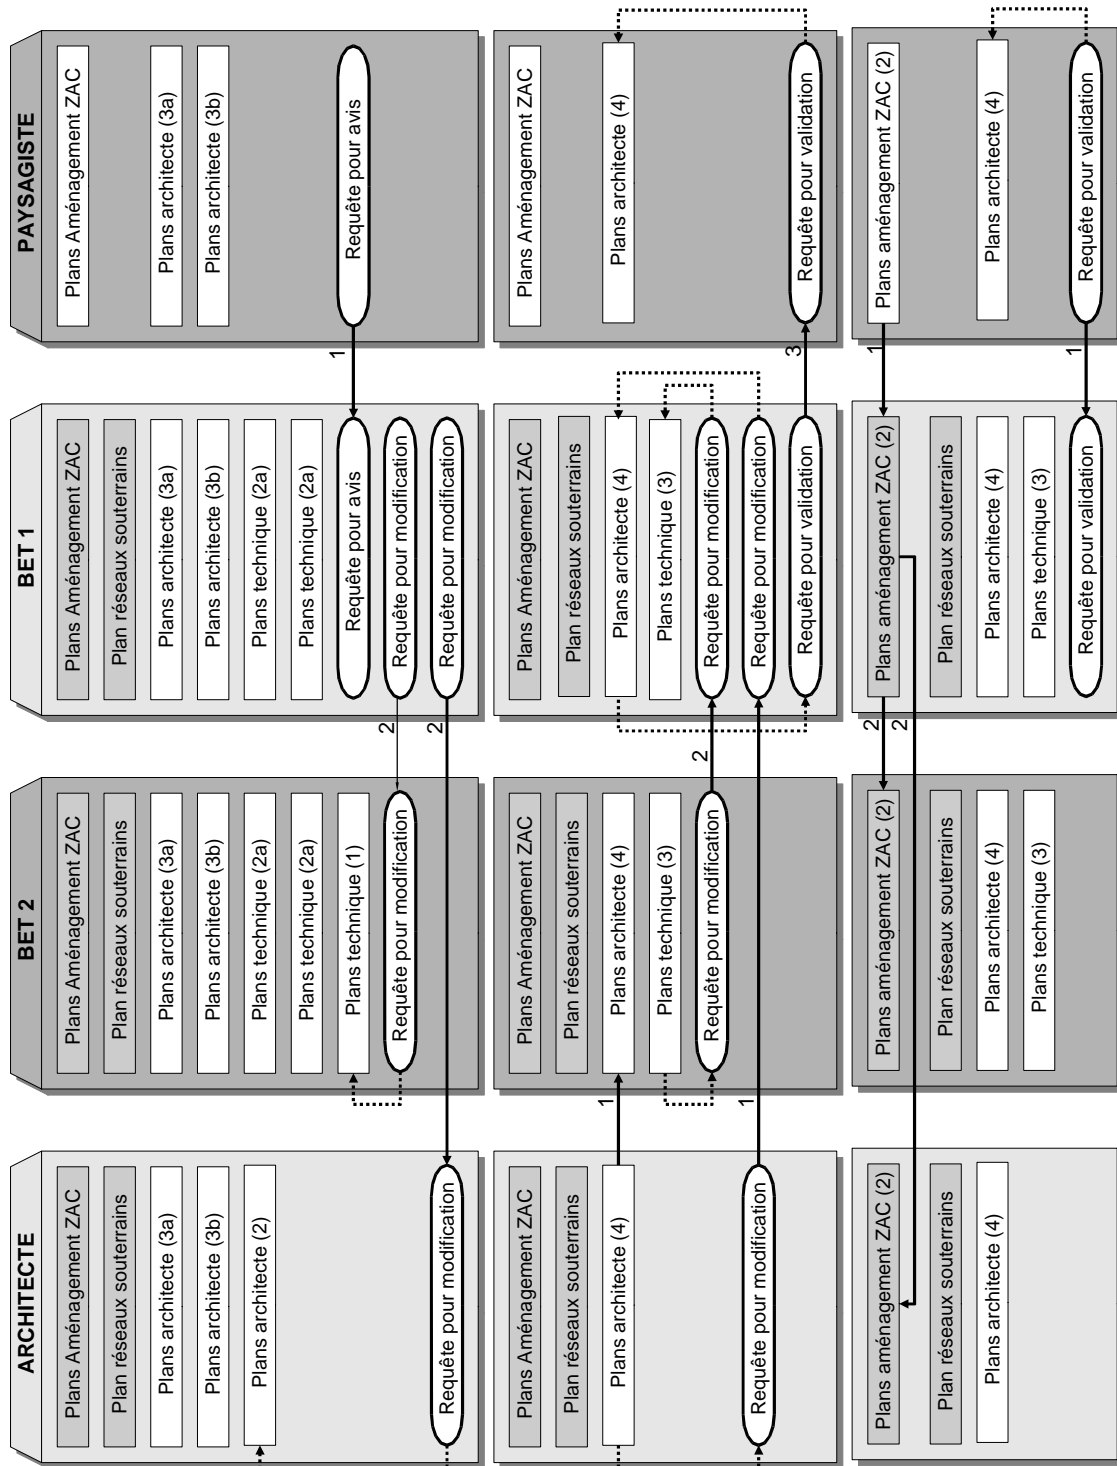 ARCHITECTE
Plans Aménagement ZAC
Plan réseaux souterrains
Plans architecte (3a)
Plans architecte (3b)
Plans architecte (2)
Requête pour modification
BET 2
Plans Aménagement ZAC
Plan réseaux souterrains
Plans architecte (3a)
Plans architecte (3b)
Plans technique (2a)
Plans technique (2a)
Plans technique (1)
Requête pour modification
BET 1
Plans Aménagement ZAC
Plan réseaux souterrains
Plans architecte (3a)
Plans architecte (3b)
Plans technique (2a)
Plans technique (2a)
Requête pour avis
Requête pour modification
Requête pour modification
2
2
PAYSAGISTE
Plans Aménagement ZAC
Plans architecte (3a)
Plans architecte (3b)
Requête pour avis
1
Plans Aménagement ZAC
Plan réseaux souterrains
Plans architecte (4)
Requête pour modification
1
1
Plans Aménagement ZAC
Plan réseaux souterrains
Plans architecte (4)
Plans technique (3)
Requête pour modification
2
Plans Aménagement ZAC
Plan réseaux souterrains
Plans architecte (4)
Plans technique (3)
Requête pour modification
Requête pour modification
Requête pour validation
3
Plans Aménagement ZAC
Plans architecte (4)
Requête pour validation
Plans aménagement ZAC (2)
Plan réseaux souterrains
Plans architecte (4)
Plans aménagement ZAC (2)
Plan réseaux souterrains
Plans architecte (4)
Plans technique (3)
2
2
Plans aménagement ZAC (2)
Plan réseaux souterrains
Plans architecte (4)
Plans technique (3)
Requête pour validation
1
1
Plans aménagement ZAC (2)
Plans architecte (4)
Requête pour validation